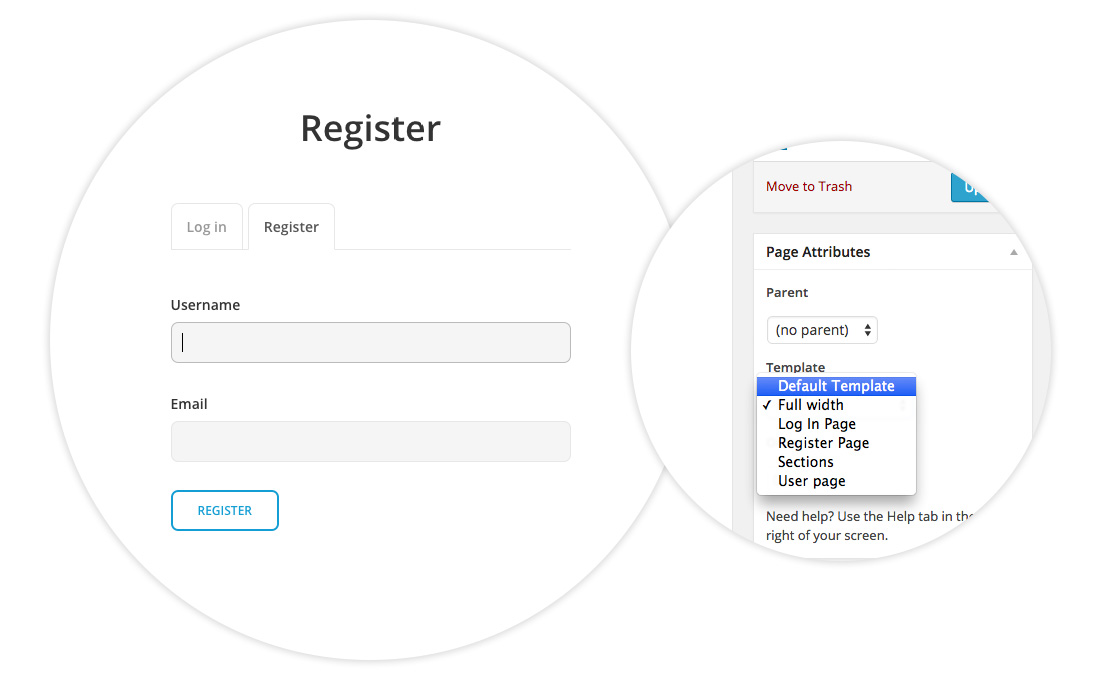 Register
Log in
Register
Username
Email
REGISTER
Move to Trash
Page Attributes
Parent
(no parent)
Template
Default Template
✓ Full width
Log In Page
Register Page
Sections
User page
Need help? Use the Help tab in the
right of your screen.